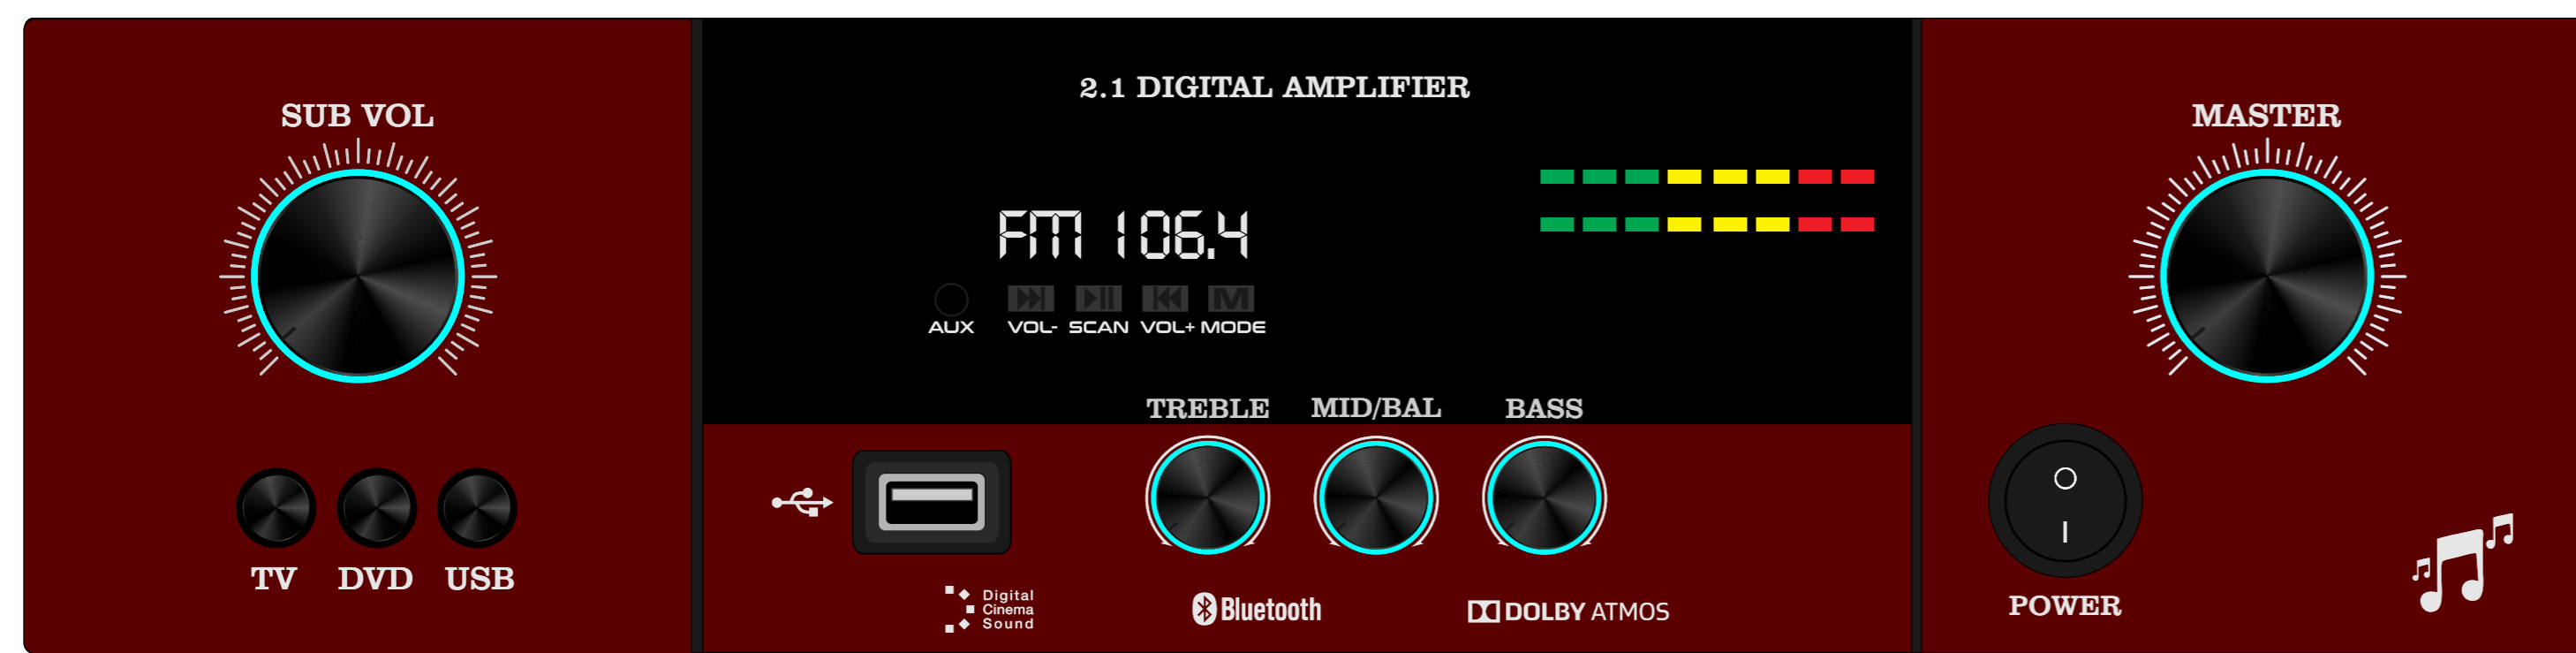 2.1 DIGITAL AMPLIFIER
SUB VOL
MASTER
FM 106.4
M
AUX VOL- SCAN VOL+ MODE
TREBLE MID/BAL BASS
TV DVD USB
Digital
Cinema
Sound
Bluetooth
DOLBY ATMOS
POWER